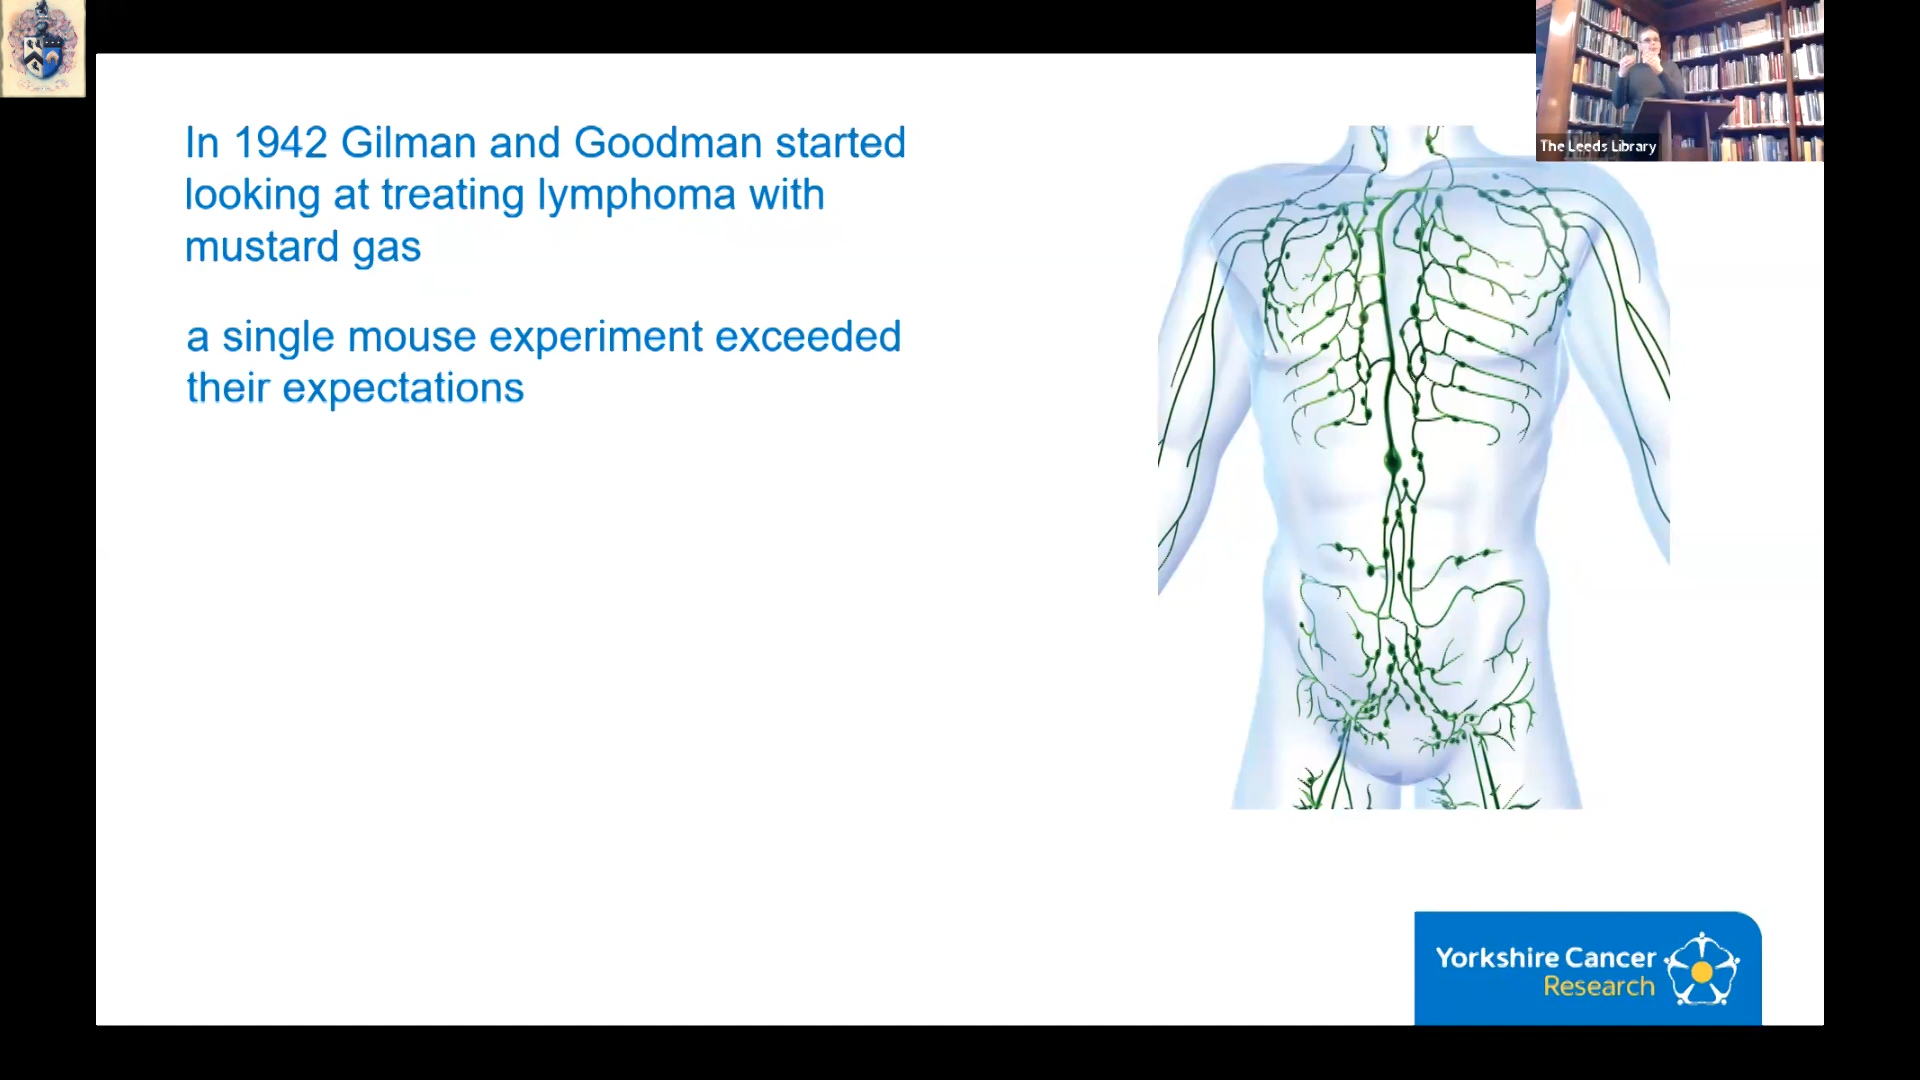 In 1942 Gilman and Goodman started
looking at treating lymphoma with
mustard gas
a single mouse experiment exceeded
their expectations
The Leeds Library
Yorkshire Cancer
Research